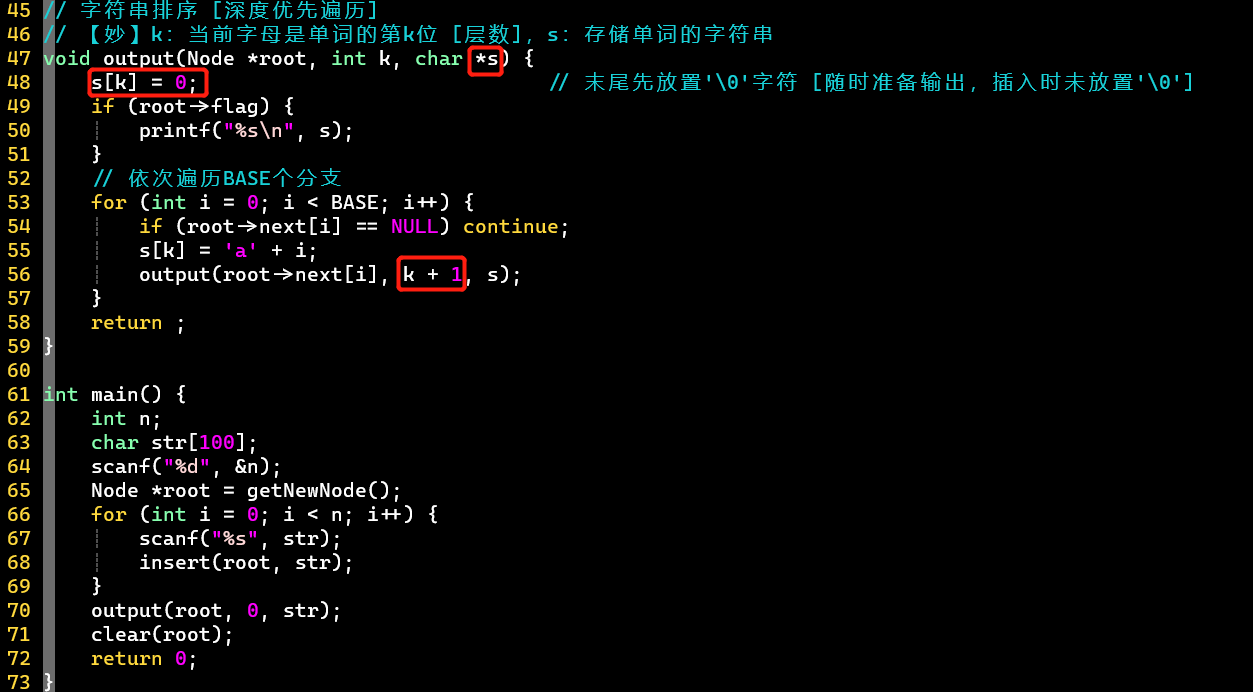 45 // 字符串排序 [深度优先遍历]
46 // 【妙】k: 当前字母是单词的第k位 [层数], s: 存储单词的字符串
47 void output(Node *root, int k, char *s) {
48     s[k] = 0;                             // 末尾先放置'\0'字符 [随时准备输出, 插入时未放置'\0']
49     if (root->flag) {
50         printf("%s\n", s);
51     }
52     // 依次遍历BASE个分支
53     for (int i = 0; i < BASE; i++) {
54         if (root->next[i] == NULL) continue;
55         s[k] = 'a' + i;
56         output(root->next[i], k + 1, s);
57     }
58     return ;
59 }
60
61 int main() {
62     int n;
63     char str[100];
64     scanf("%d", &n);
65     Node *root = getNewNode();
66     for (int i = 0; i < n; i++) {
67         scanf("%s", str);
68         insert(root, str);
69     }
70     output(root, 0, str);
71     clear(root);
72     return 0;
73 }